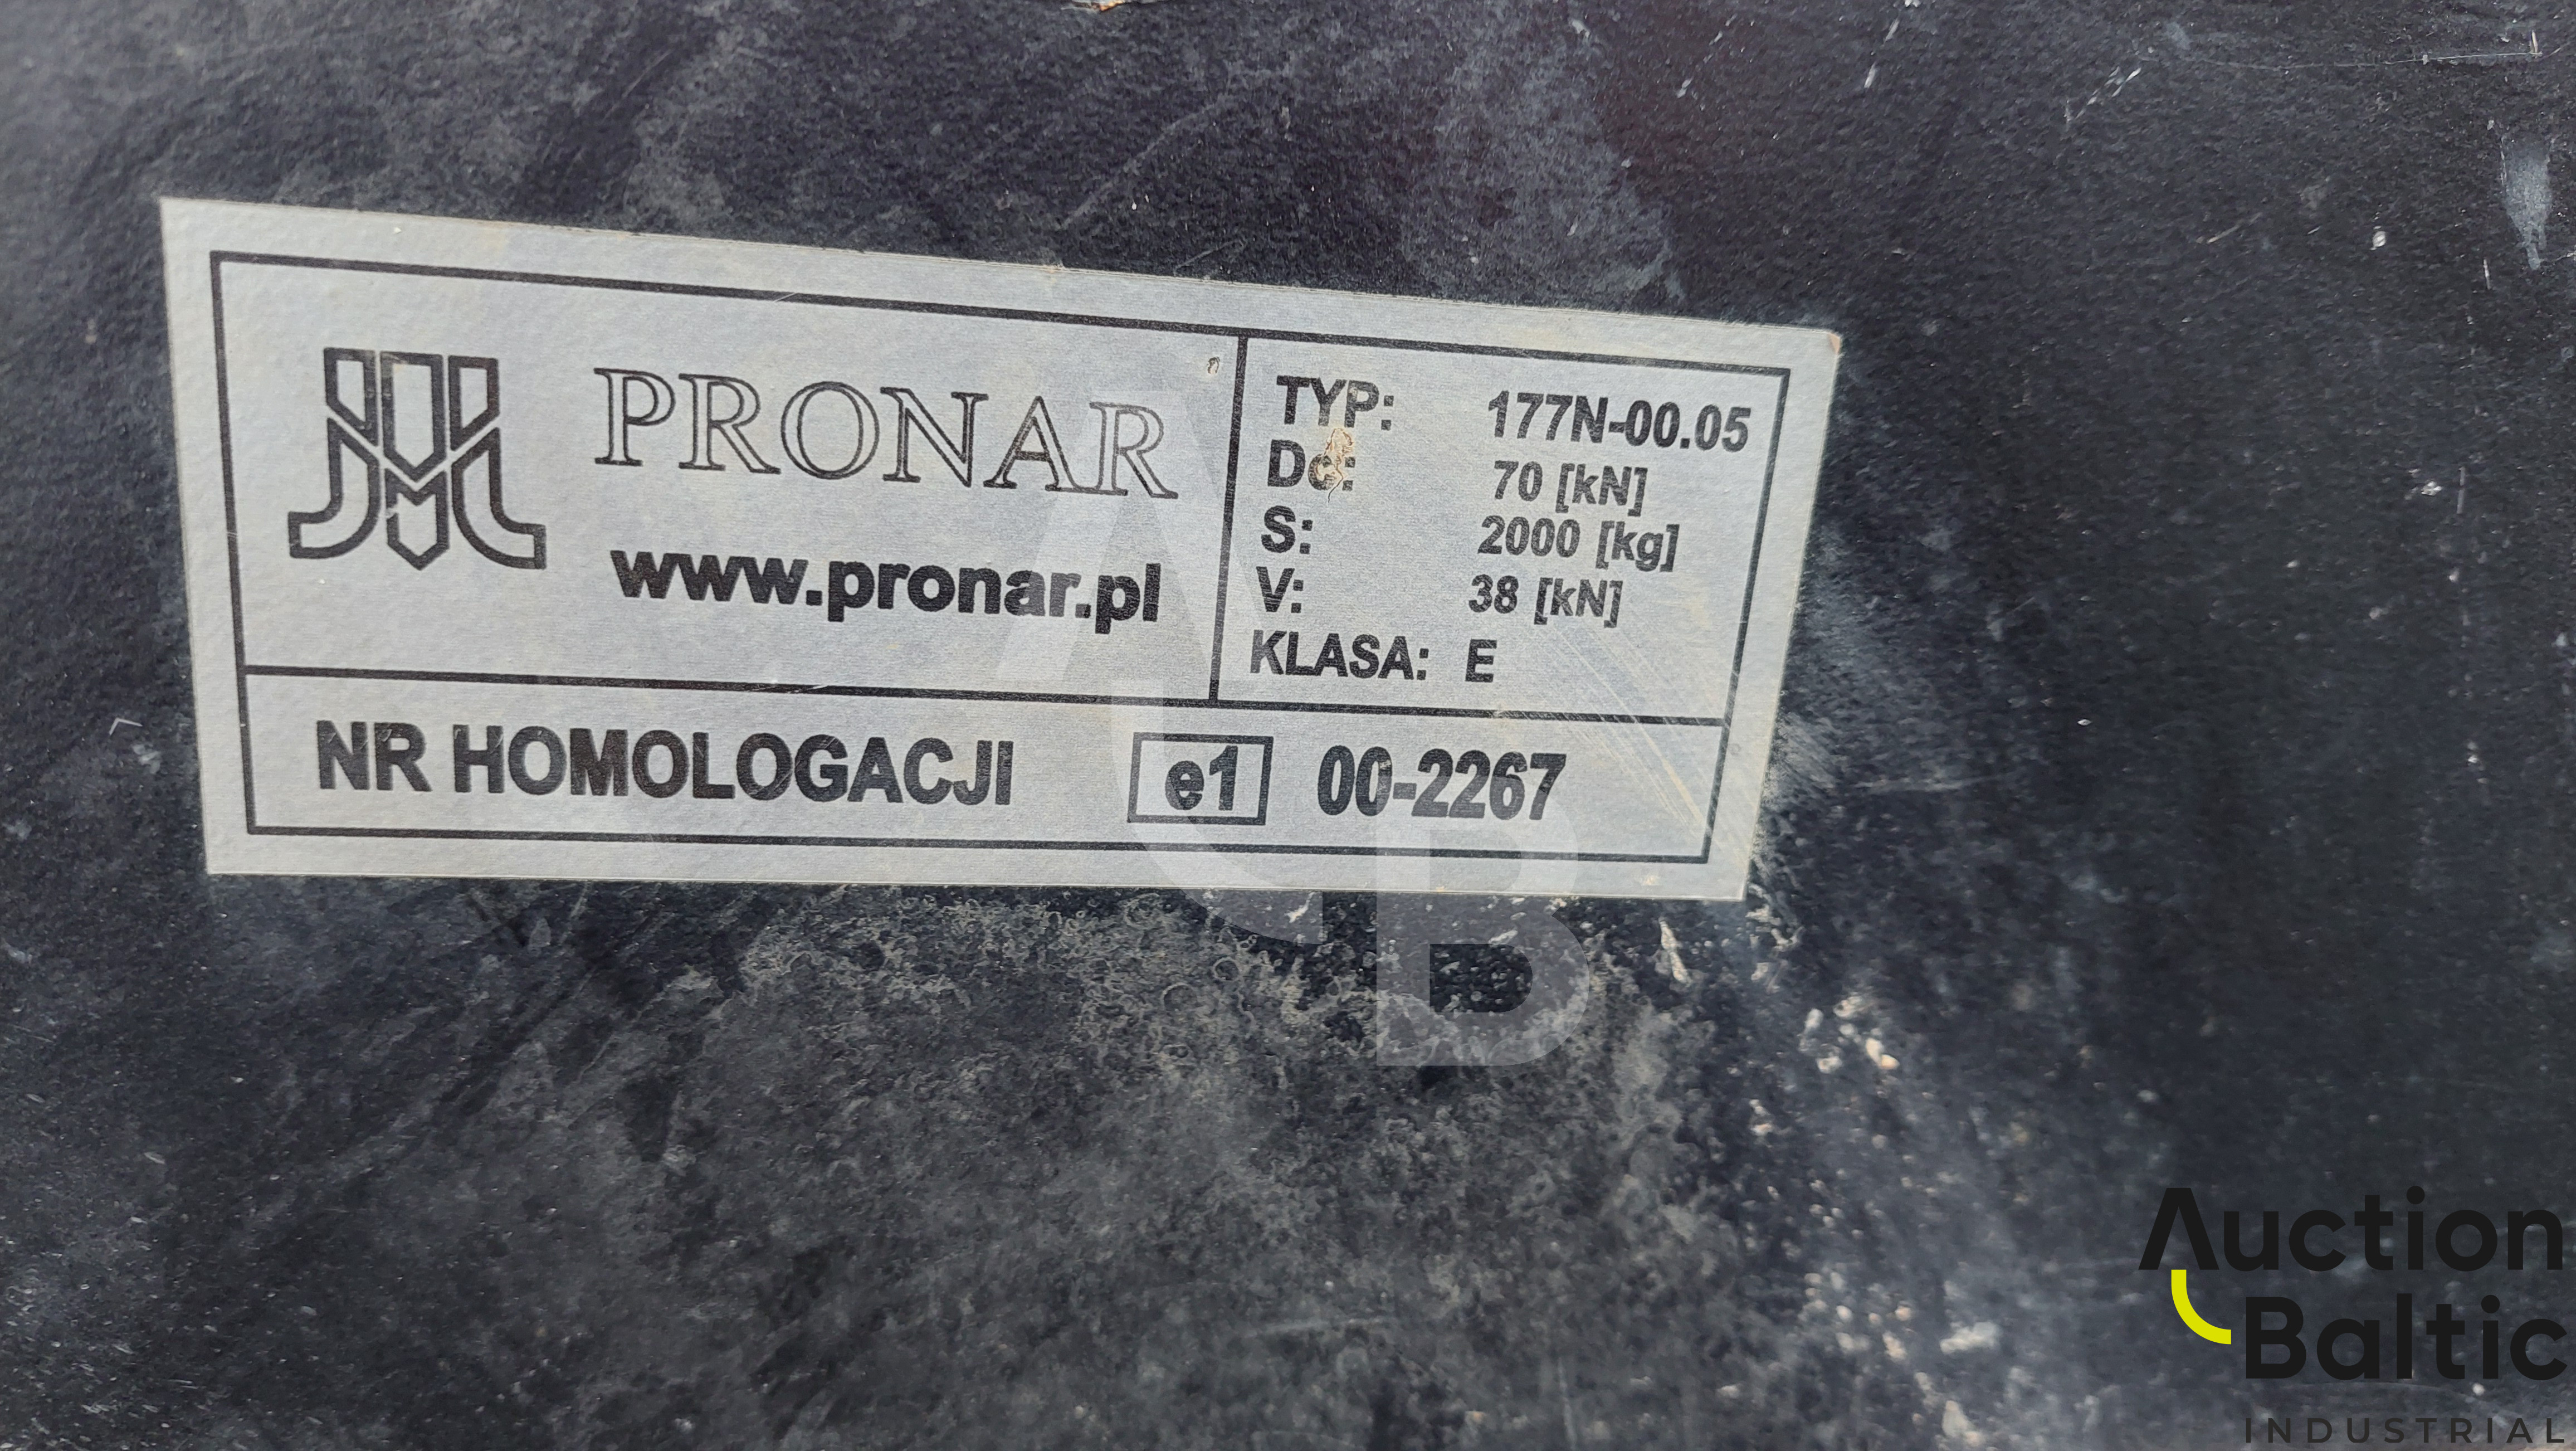 PRONAR
www.pronar.pl
TYP: 177N-00.05
Dc: 70 [kN]
S: 2000 [kg]
V: 38 [kN]
KLASA: E
NR HOMOLOGACJI e1 00-2267
Auction
Baltic
INDUSTRIAL